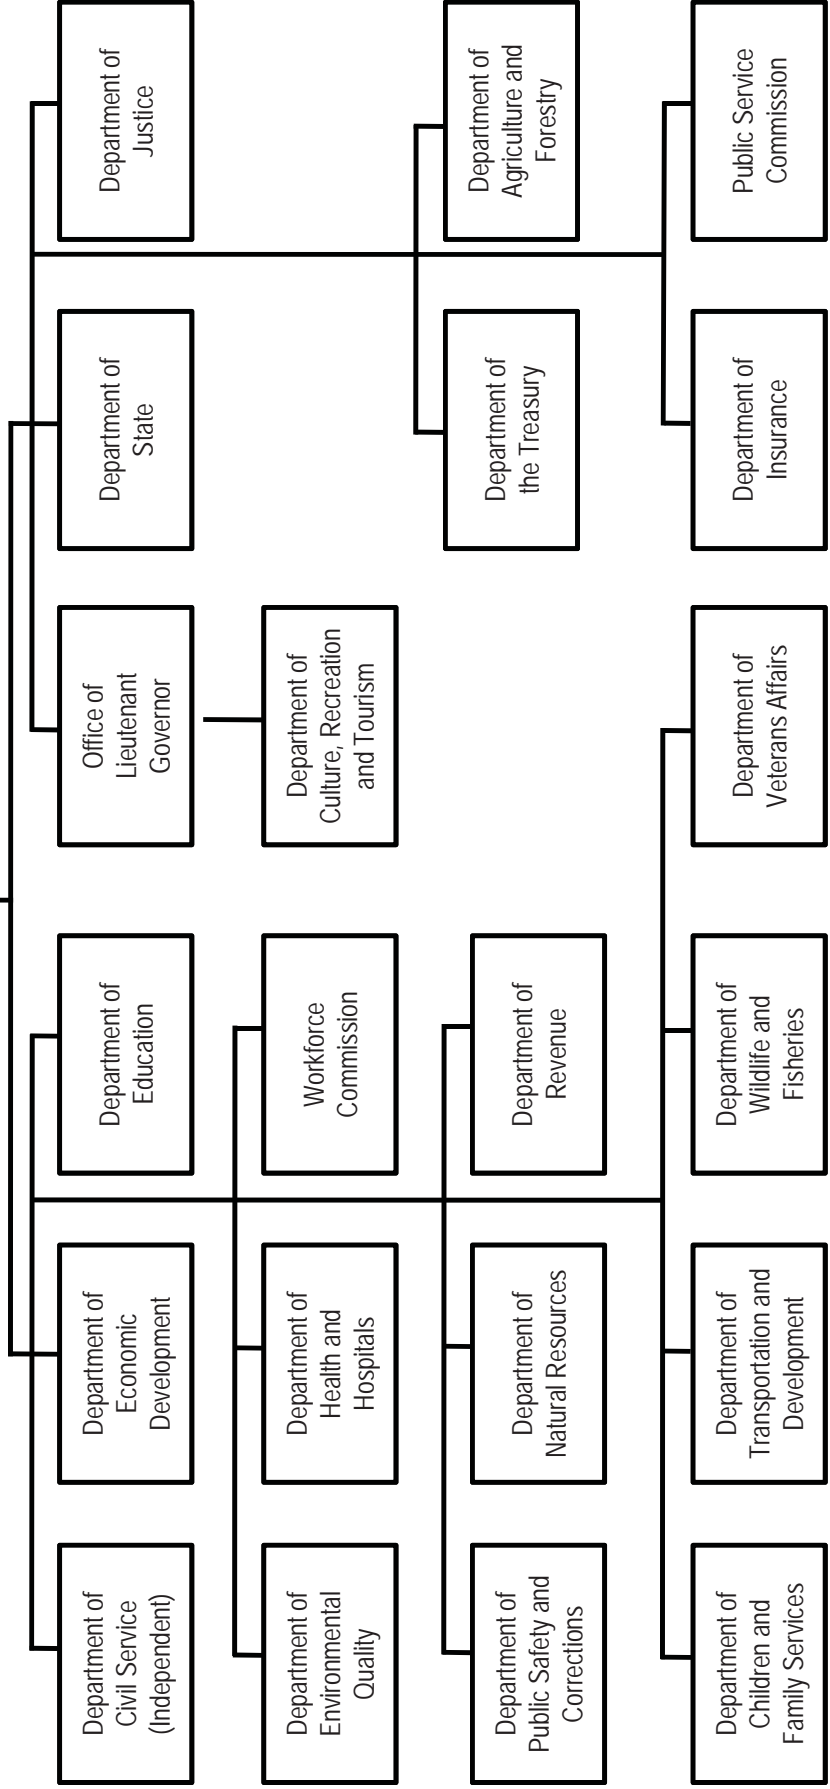 Department of
Civil Service
(Independent)
Department of
Economic
Development
Department of
Education
Office of
Lieutenant
Governor
Department of
State
Department of
Justice
Department of
Environmental
Quality
Department of
Health and
Hospitals
Workforce
Commission
Department of
Culture, Recreation
and Tourism
Department of
the Treasury
Department of
Agriculture and
Forestry
Department of
Public Safety and
Corrections
Department of
Natural Resources
Department of
Revenue
Department of
Children and
Family Services
Department of
Transportation and
Development
Department of
Wildlife and
Fisheries
Department of
Veterans Affairs
Department of
Insurance
Public Service
Commission